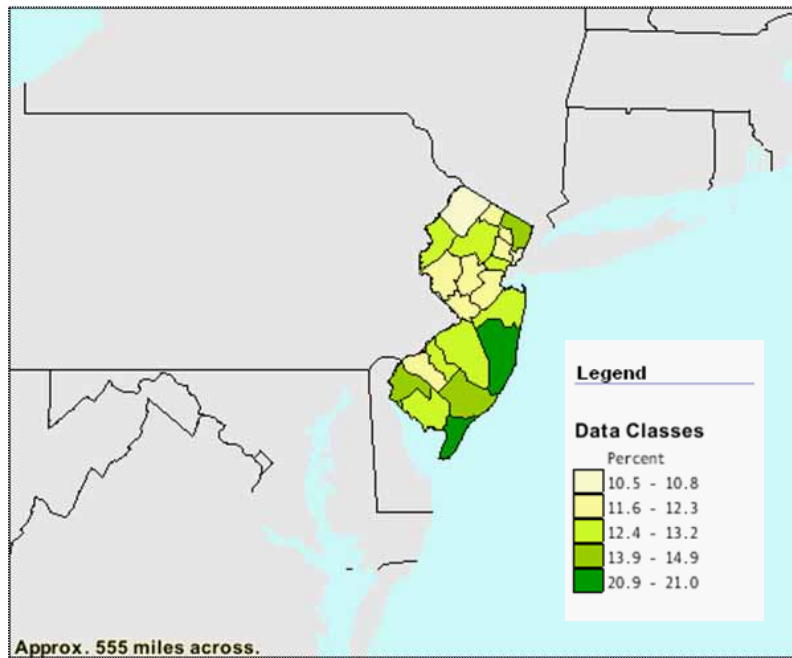 Legend
Data Classes
Percent
10.5 - 10.8
11.6 - 12.3
12.4 - 13.2
13.9 - 14.9
20.9 - 21.0
Approx. 555 miles across.